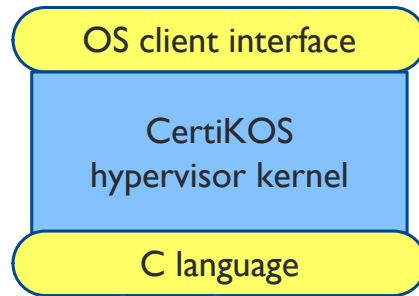 OS client interface
CertiKOS
hypervisor kernel
C language